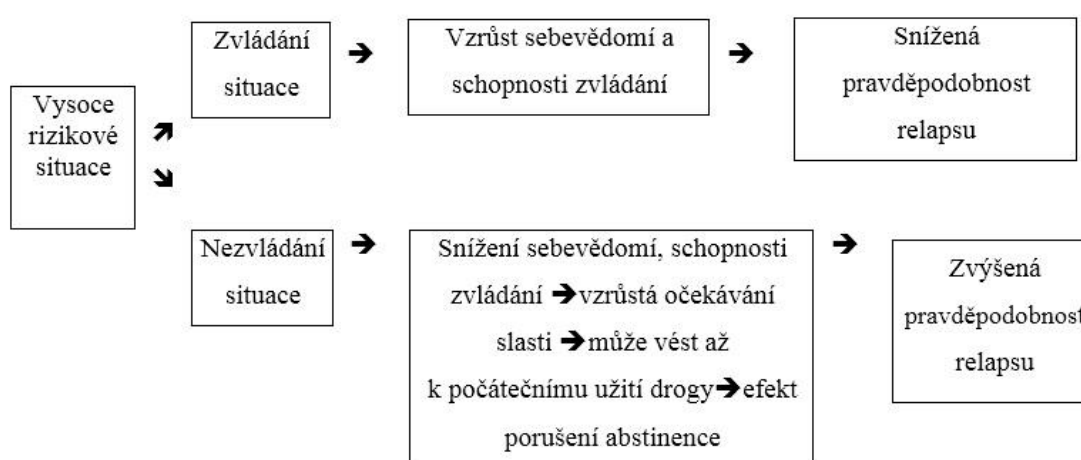 Vysoce
rizikové
situace
Zvládání
situace
Vzrůst sebevědomí a
schopnosti zvládání
Snížená
pravděpodobnost
relapsu
Nezvládání
situace
Snížení sebevědomí, schopnosti
zvládání ➔vzrůstá očekávání
slasti ➔může vést až
k počátečnímu užití drogy➔efekt
porušení abstinence
Zvýšená
pravděpodobnost
relapsu